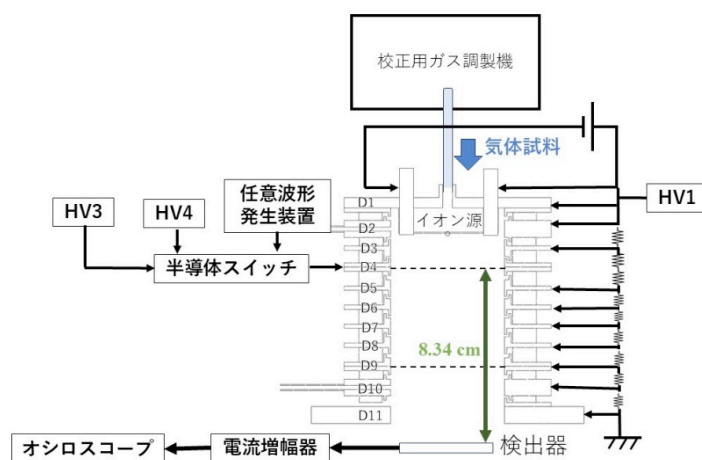 校正用ガス調製機
気体試料
HV3
HV4
任意波形
発生装置
HV1
イオン源
半導体スイッチ
D1
D2
D3
D4
D5
D6
D7
D8
D9
D10
D11
8.34 cm
オシロスコープ
電流増幅器
検出器